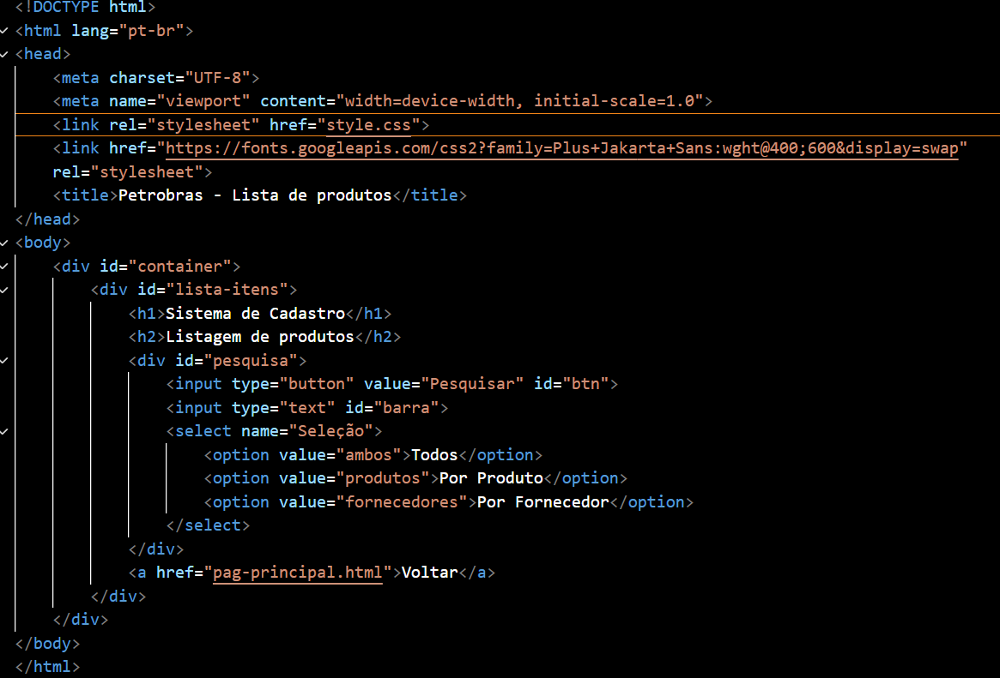 <!DOCTYPE html>
<html lang="pt-br">
<head>
    <meta charset="UTF-8">
    <meta name="viewport" content="width=device-width, initial-scale=1.0">
    <link rel="stylesheet" href="style.css">
    <link href="https://fonts.googleapis.com/css2?family=Plus+Jakarta+Sans:wght@400;600&display=swap"
    rel="stylesheet">
    <title>Petrobras - Lista de produtos</title>
</head>
<body>
    <div id="container">
        <div id="lista-itens">
            <h1>Sistema de Cadastro</h1>
            <h2>Listagem de produtos</h2>
            <div id="pesquisa">
                <input type="button" value="Pesquisar" id="btn">
                <input type="text" id="barra">
                <select name="Seleção">
                    <option value="ambos">Todos</option>
                    <option value="produtos">Por Produto</option>
                    <option value="fornecedores">Por Fornecedor</option>
                </select>
            </div>
            <a href="pag-principal.html">Voltar</a>
        </div>
    </div>
</body>
</html>